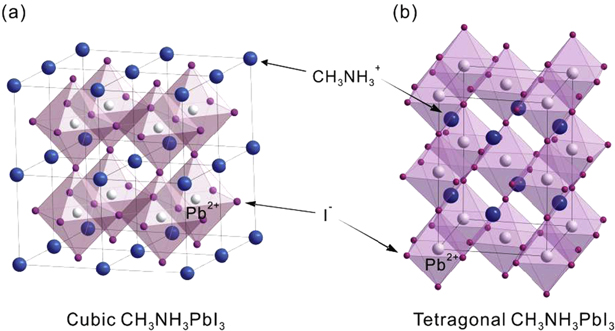 (a)
(b)
CH₃NH₃⁺
Pb²⁺
I⁻
Pb²⁺
Cubic CH₃NH₃PbI₃
Tetragonal CH₃NH₃PbI₃